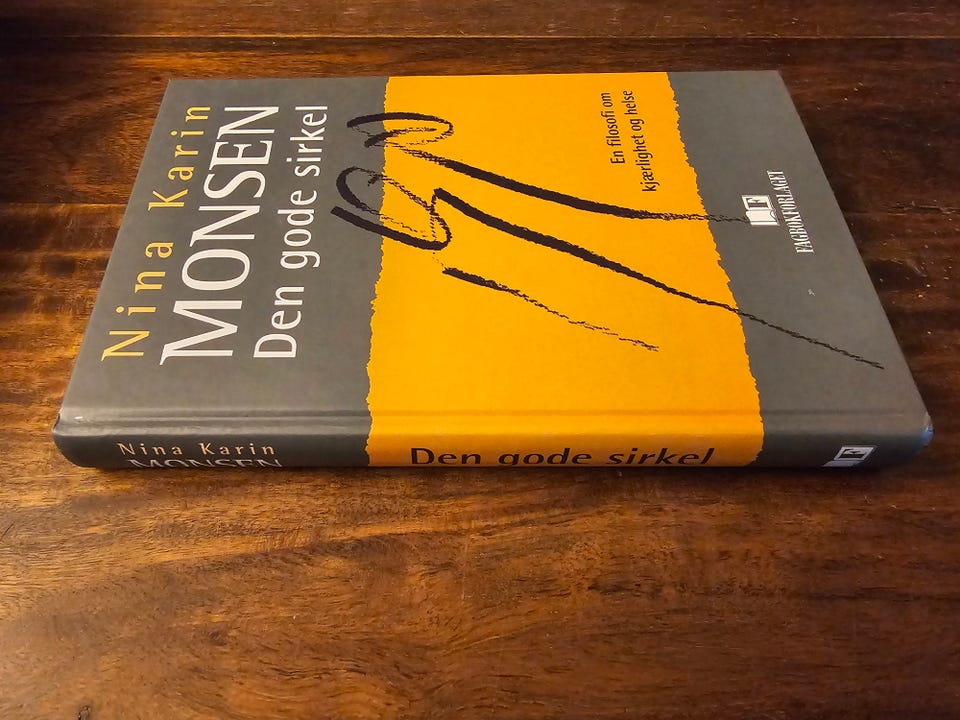 Nina Karin
MONSEN
Den gode sirkel
En filosofi om
kjærlighet og helse
F
FAGBOKFORLAGET
Nina Karin
MONSEN
Den gode sirkel
F